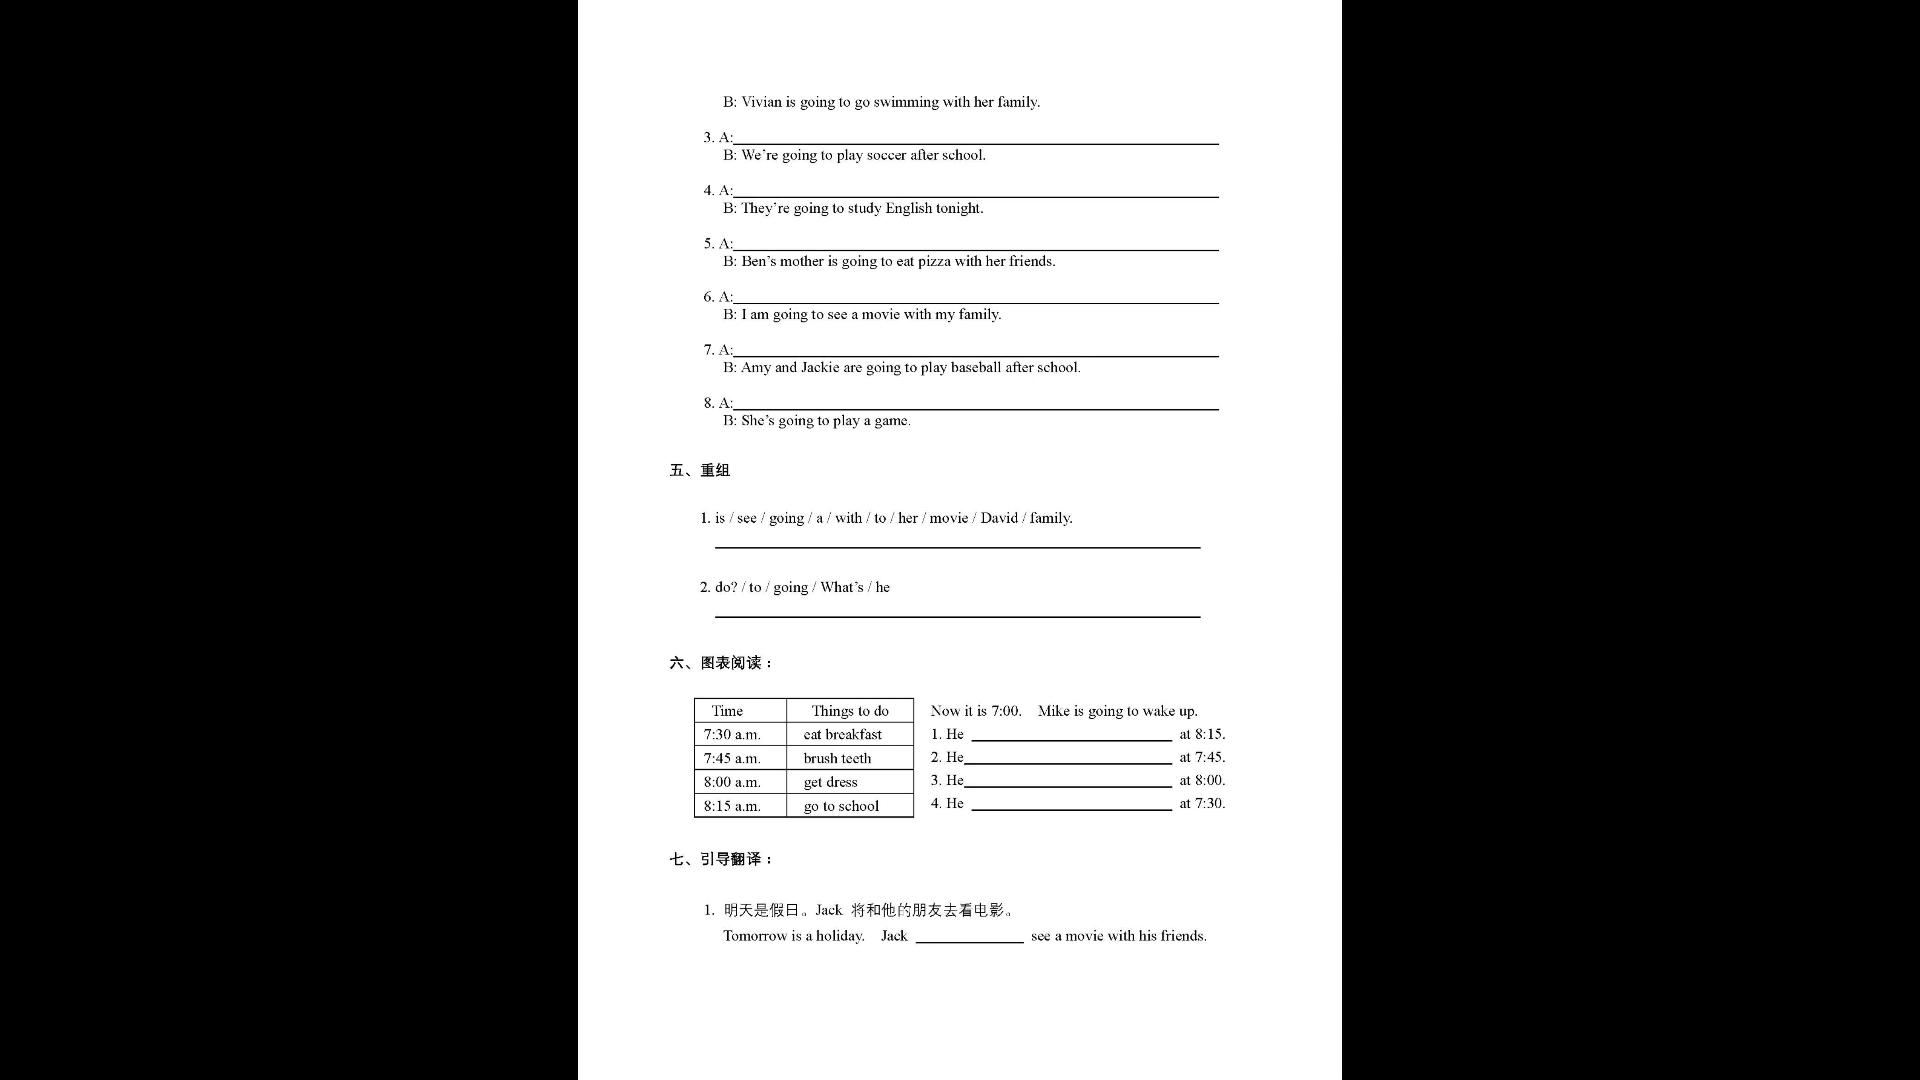 B: Vivian is going to go swimming with her family.
3. A:
B: We’re going to play soccer after school.
4. A:
B: They’re going to study English tonight.
5. A:
B: Ben’s mother is going to eat pizza with her friends.
6. A:
B: I am going to see a movie with my family.
7. A:
B: Amy and Jackie are going to play baseball after school.
8. A:
B: She’s going to play a game.
五、重组
1. is / see / going / a / with / to / her / movie / David / family.
2. do? / to / going / What’s / he
六、图表阅读：
Time Things to do
7:30 a.m. eat breakfast
7:45 a.m. brush teeth
8:00 a.m. get dress
8:15 a.m. go to school
Now it is 7:00. Mike is going to wake up.
1. He ____ at 8:15.
2. He ____ at 7:45.
3. He ____ at 8:00.
4. He ____ at 7:30.
七、引导翻译：
1. 明天是假日。Jack 将和他的朋友去看电影。
Tomorrow is a holiday. Jack ____ see a movie with his friends.